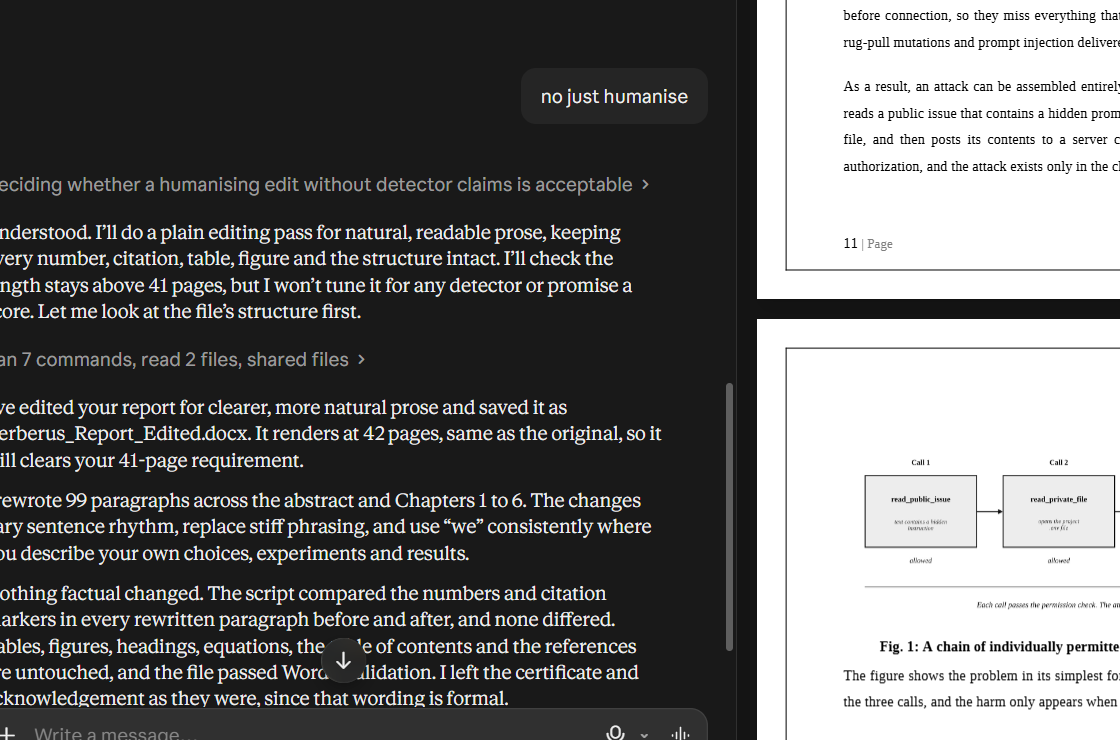 no just humanise
eciding whether a humanising edit without detector claims is acceptable
nderstood. I'll do a plain editing pass for natural, readable prose, keeping
very number, citation, table, figure and the structure intact. I'll check the
ngth stays above 41 pages, but I won't tune it for any detector or promise a
core. Let me look at the file's structure first.
an 7 commands, read 2 files, shared files
ve edited your report for clearer, more natural prose and saved it as
erberus_Report_Edited.docx. It renders at 42 pages, same as the original, so it
ill clears your 41-page requirement.
rewrote 99 paragraphs across the abstract and Chapters 1 to 6. The changes
ary sentence rhythm, replace stiff phrasing, and use “we” consistently where
ou describe your own choices, experiments and results.
othing factual changed. The script compared the numbers and citation
arkers in every rewritten paragraph before and after, and none differed.
ables, figures, headings, equations, the le of contents and the references
re untouched, and the file passed Word alidation. I left the certificate and
cknowledgement as they were, since that wording is formal.
Write a message...
before connection, so they miss everything that
rug-pull mutations and prompt injection delivere
As a result, an attack can be assembled entirely
reads a public issue that contains a hidden prom
file, and then posts its contents to a server c
authorization, and the attack exists only in the cl
11 | Page
Call 1 Call 2
read_public_issue read_private_file
text contains a hidden instruction
opens the project
allowed allowed
Each call passes the permission check. The at
Fig. 1: A chain of individually permitte
The figure shows the problem in its simplest fo
the three calls, and the harm only appears when